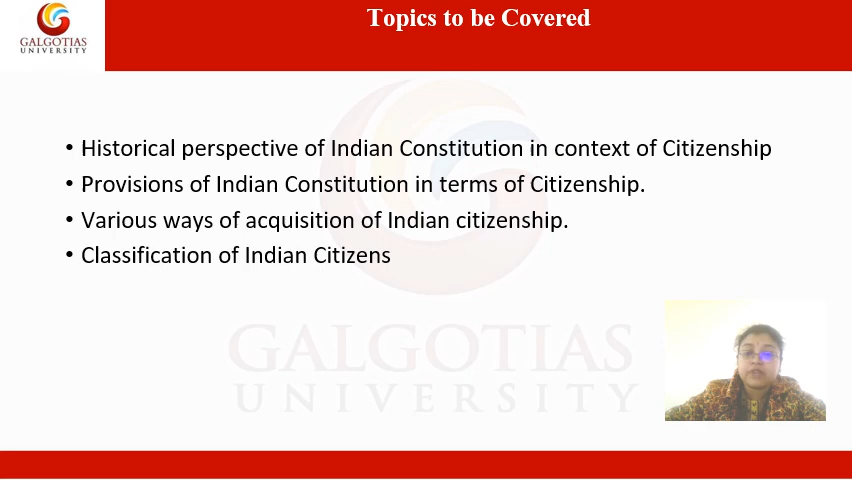 Topics to be Covered
GALGOTIAS
UNIVERSITY
• Historical perspective of Indian Constitution in context of Citizenship
• Provisions of Indian Constitution in terms of Citizenship.
• Various ways of acquisition of Indian citizenship.
• Classification of Indian Citizens
GALGOTIAS
UNIVERSITY